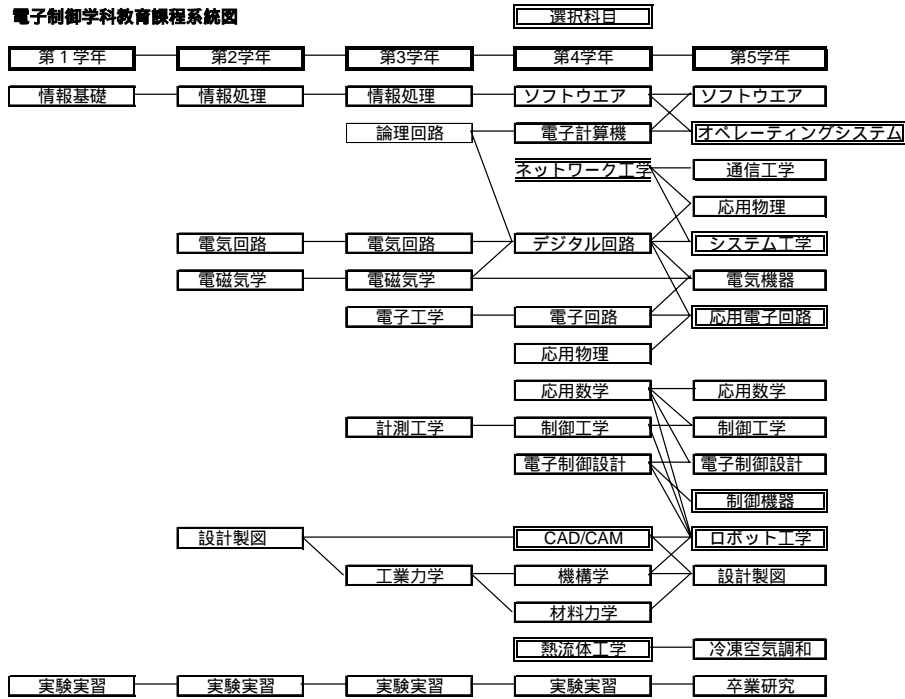 電子制御学科教育課程系統図 選択科目
第１学年 第2学年 第3学年 第4学年 第5学年
情報基礎 情報処理 情報処理 ソフトウエア ソフトウエア
論理回路 電子計算機 オペレーティングシステム
ネットワーク工学 通信工学
応用物理
電気回路 電気回路 デジタル回路 システム工学
電磁気学 電磁気学 電気機器
電子工学 電子回路 応用電子回路
応用物理
応用数学 応用数学
計測工学 制御工学 制御工学
電子制御設計 電子制御設計
制御機器
設計製図 CAD/CAM ロボット工学
工業力学 機構学 設計製図
材料力学
熱流体工学 冷凍空気調和
実験実習 実験実習 実験実習 実験実習 卒業研究